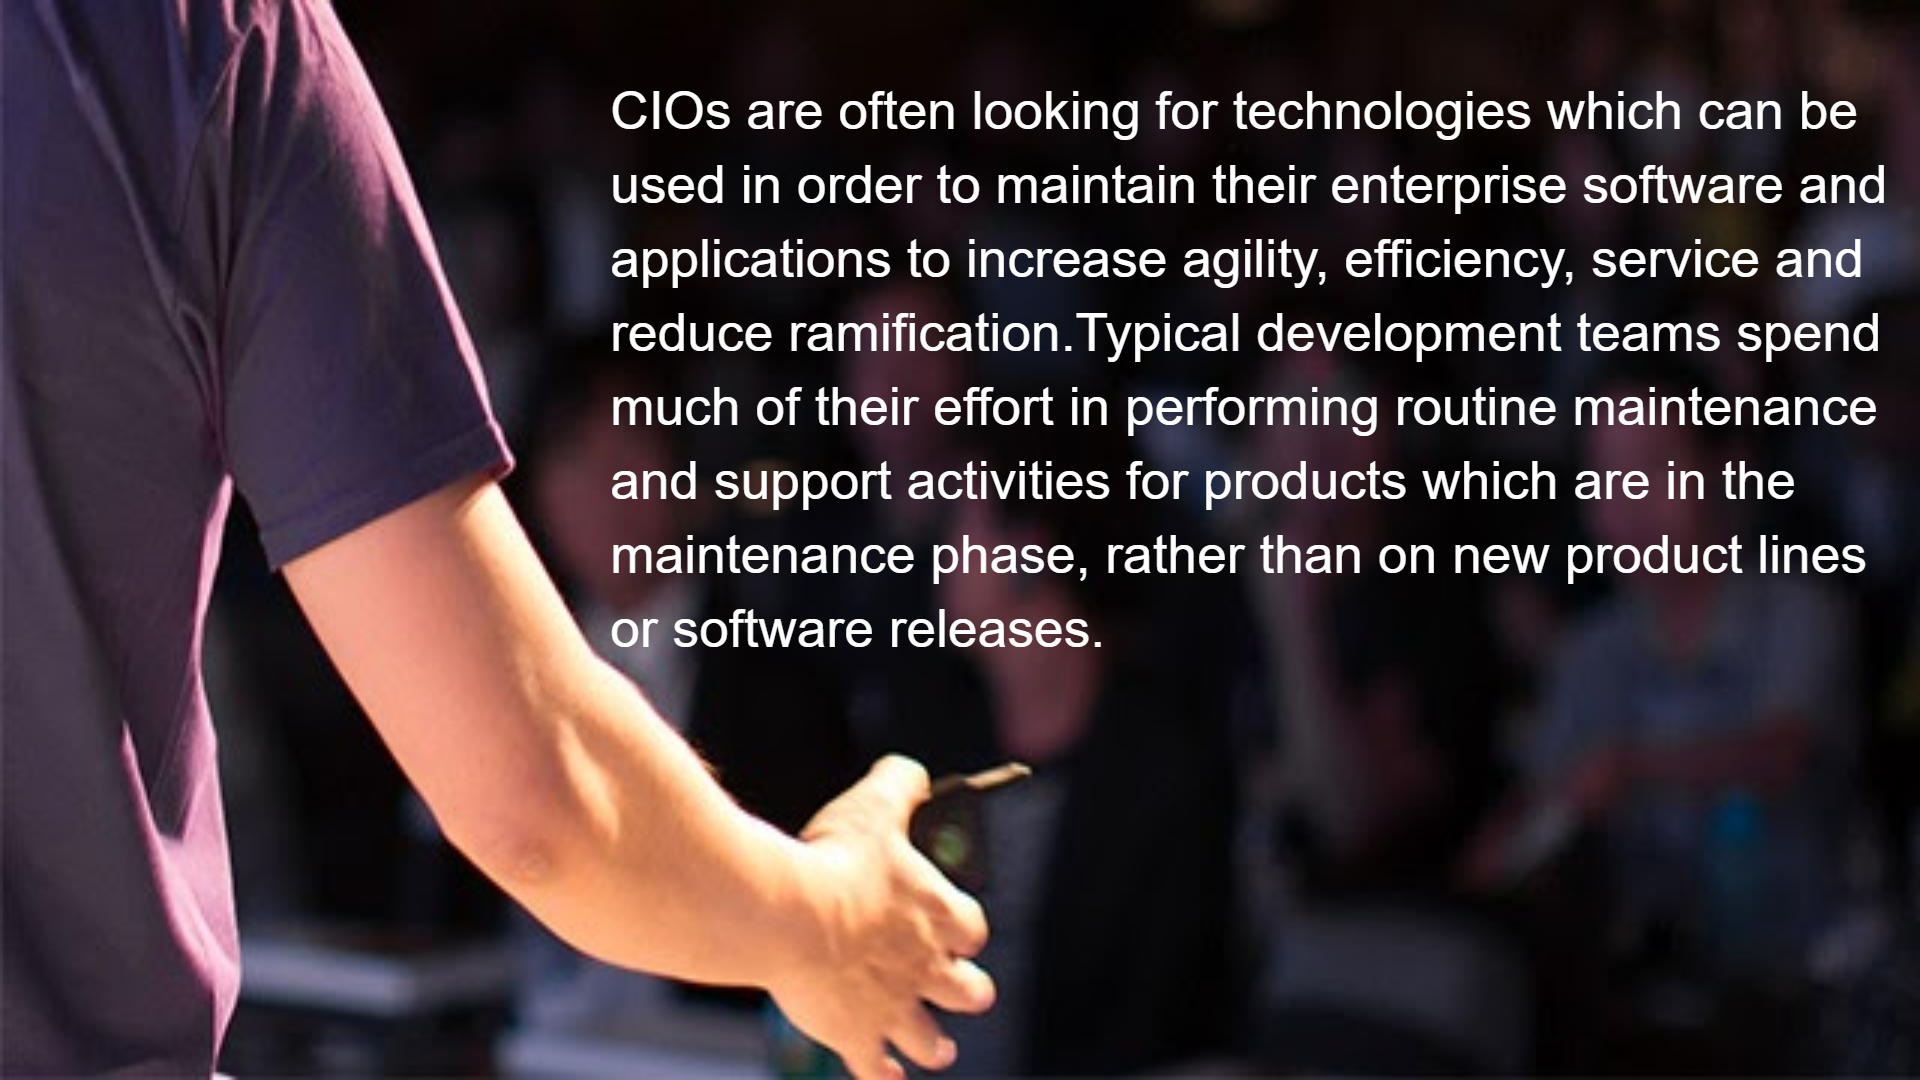 CIOs are often looking for technologies which can be
used in order to maintain their enterprise software and
applications to increase agility, efficiency, service and
reduce ramification.Typical development teams spend
much of their effort in performing routine maintenance
and support activities for products which are in the
maintenance phase, rather than on new product lines
or software releases.